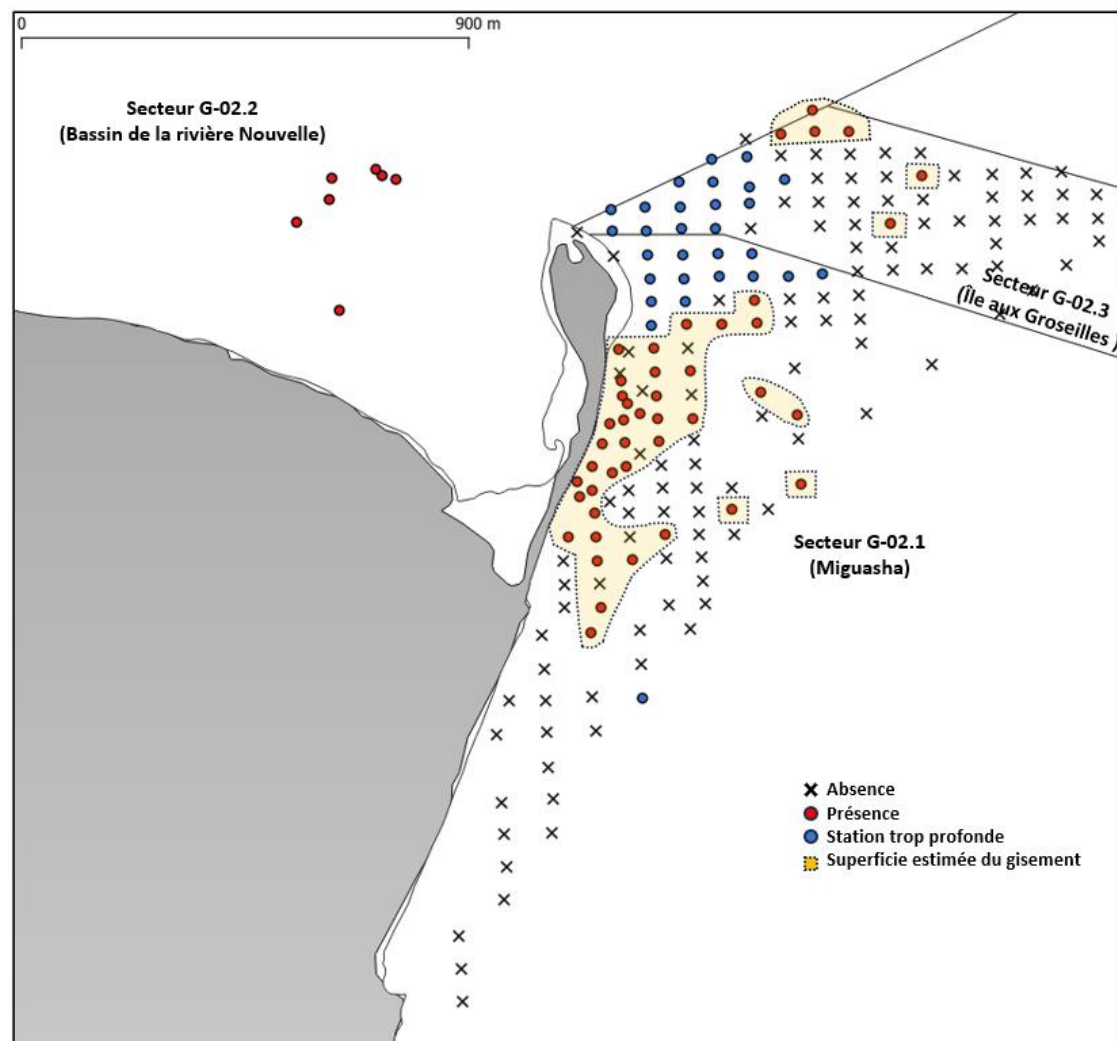 0
900 m
Secteur G-02.2
(Bassin de la rivière Nouvelle)
Secteur G-02.3
(Île aux Groseilles )
Secteur G-02.1
(Miguasha)
Absence
Présence
Station trop profonde
Superficie estimée du gisement